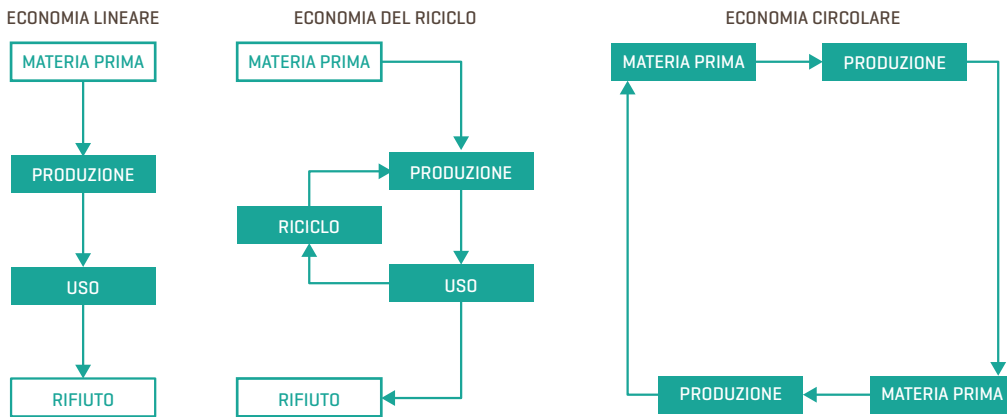 ECONOMIA LINEARE
MATERIA PRIMA
PRODUZIONE
USO
RIFIUTO
ECONOMIA DEL RICICLO
MATERIA PRIMA
PRODUZIONE
RICICLO
USO
RIFIUTO
ECONOMIA CIRCOLARE
MATERIA PRIMA
PRODUZIONE
PRODUZIONE
MATERIA PRIMA